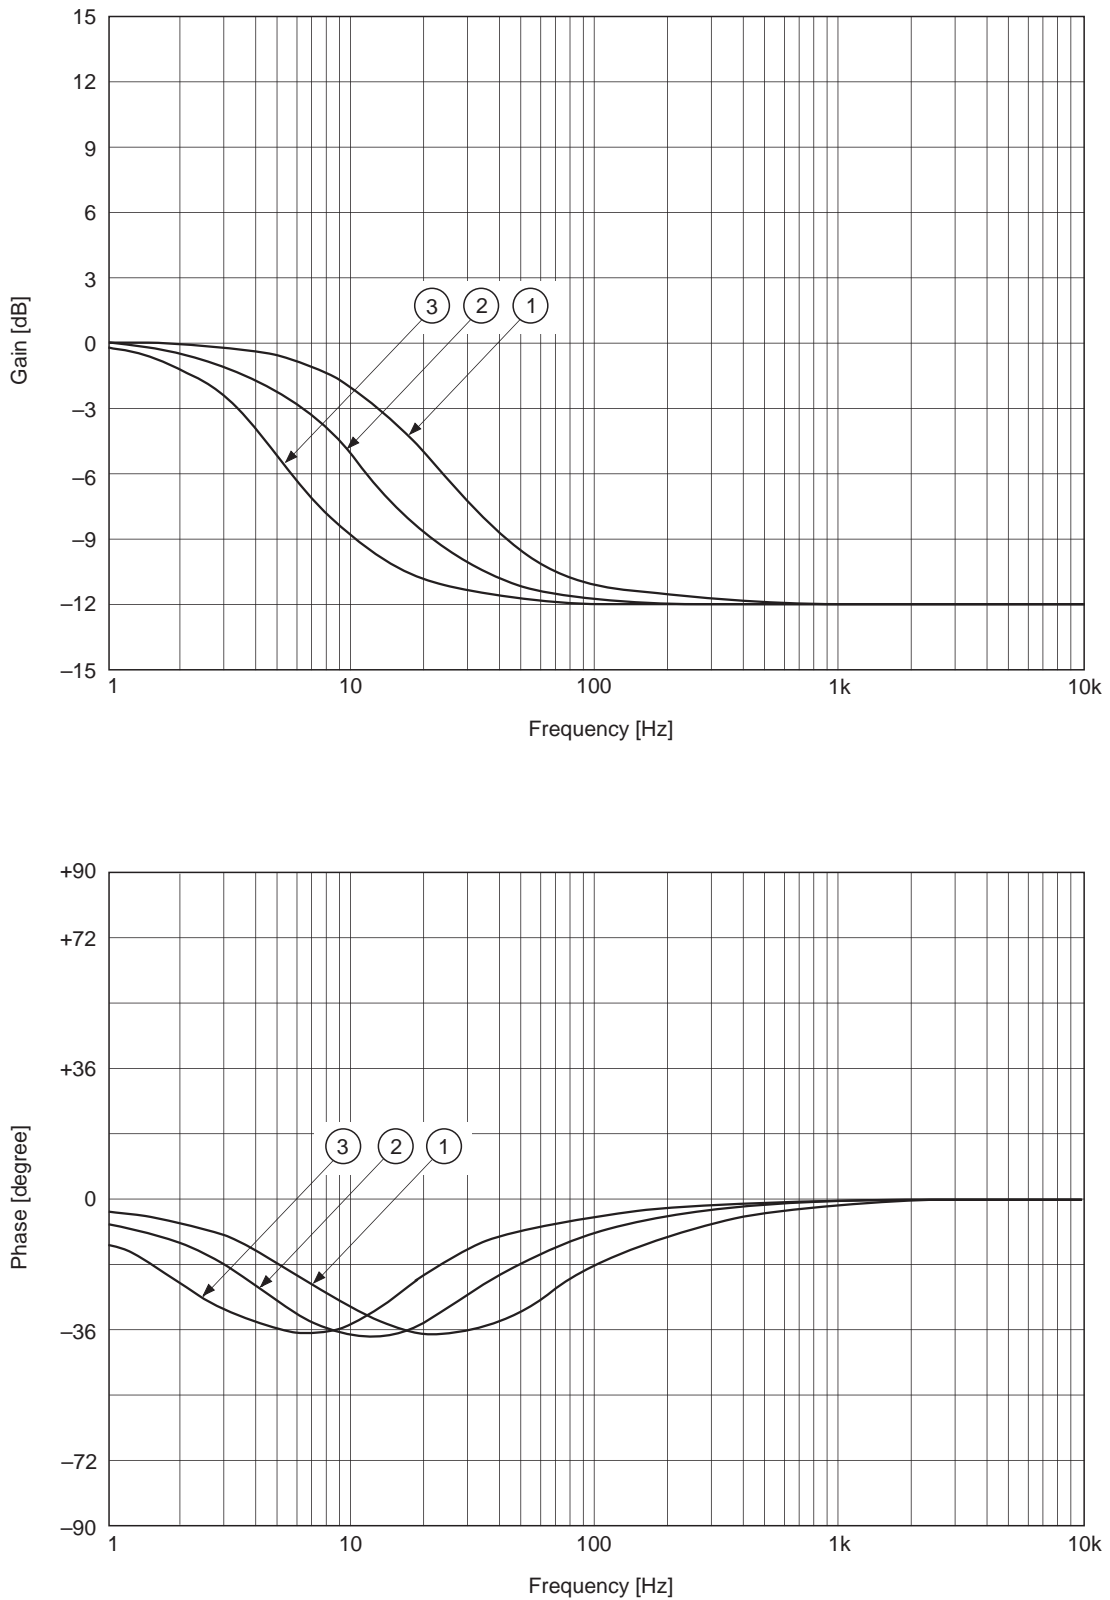 15
12
9
6
3
0
–3
–6
–9
–12
–15
Gain [dB]
3 2 1
1 10 100 1k 10k
Frequency [Hz]
+90
+72
+36
0
–36
–72
–90
Phase [degree]
3 2 1
1 10 100 1k 10k
Frequency [Hz]